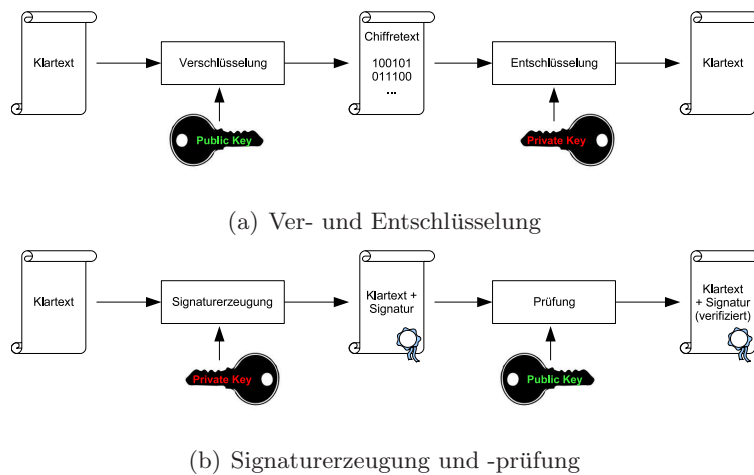 Klartext
Verschlüsselung
Chiffretext
100101
011100
...
Entschlüsselung
Klartext
Public Key
Private Key
(a) Ver- und Entschlüsselung
Klartext
Signaturerzeugung
Klartext +
Signatur
Prüfung
Klartext
+ Signatur
(verifiziert)
Private Key
Public Key
(b) Signaturerzeugung und -prüfung